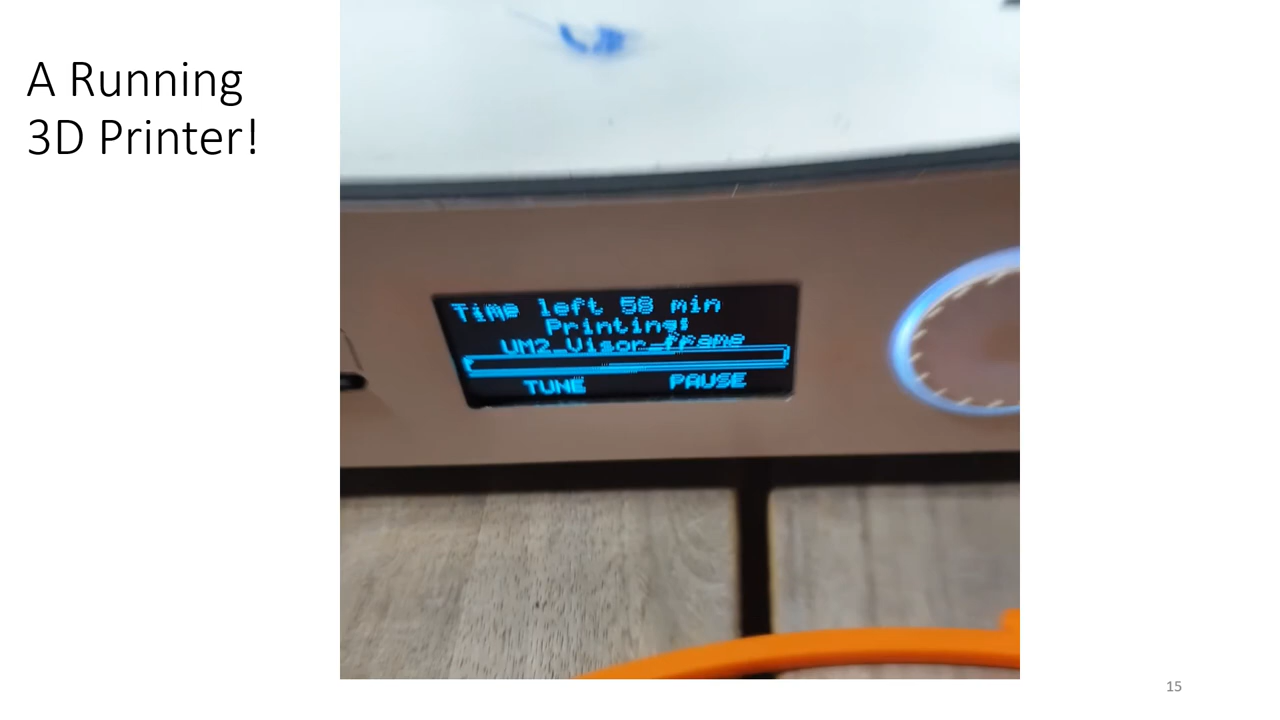 A Running
3D Printer!
Time left 58 min
Printing:
UM2_Visor_frame
TUNE PAUSE
15